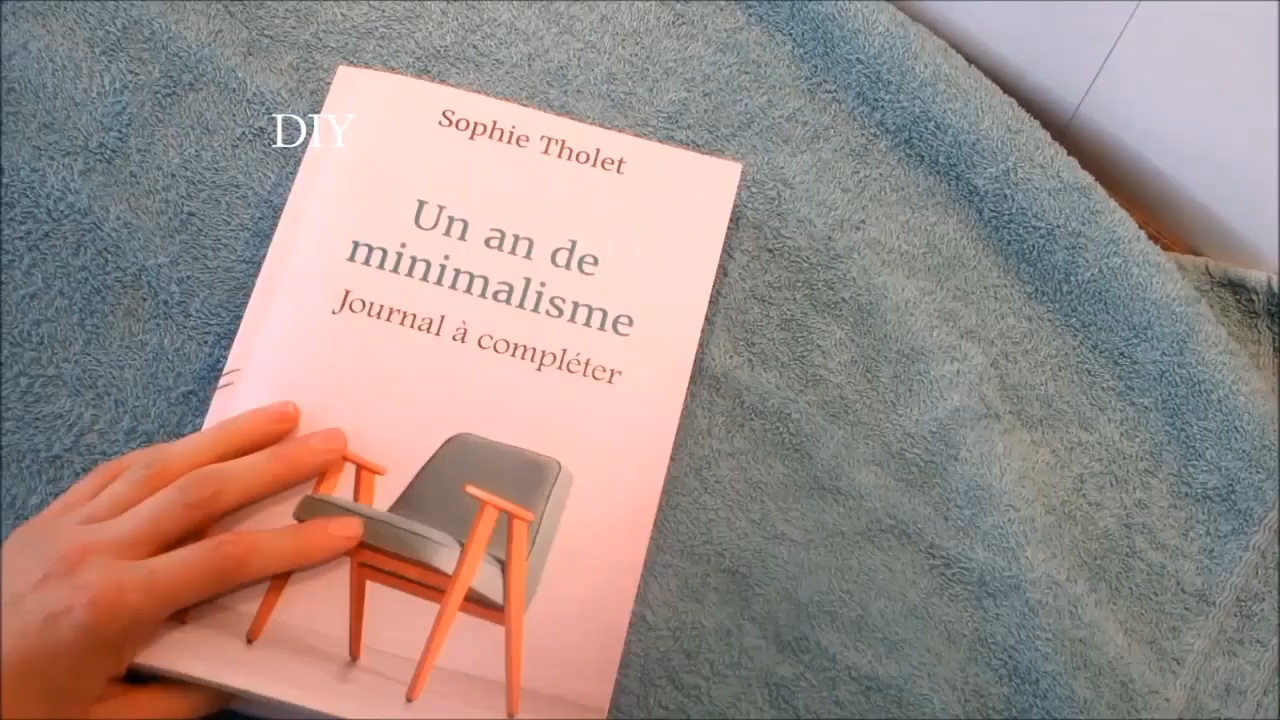 DIY
Sophie Tholet
Un an de
minimalisme
Journal à compléter